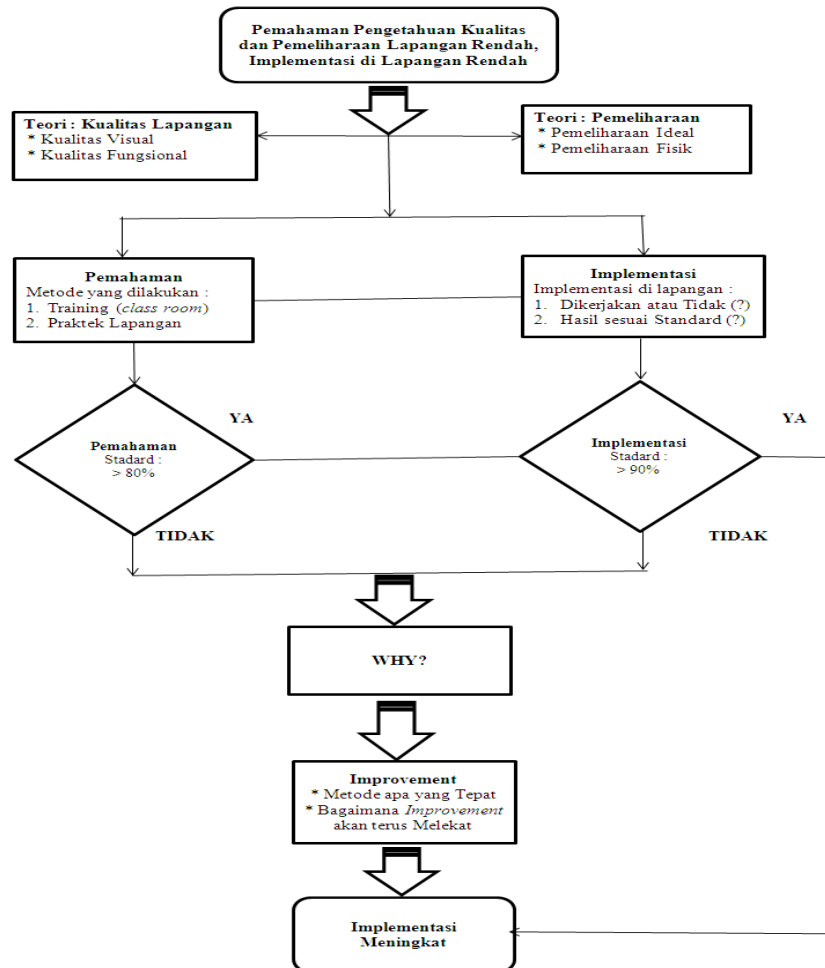 Pemahaman Pengetahuan Kualitas
dan Pemeliharaan Lapangan Rendah,
Implementasi di Lapangan Rendah
Teori : Kualitas Lapangan
* Kualitas Visual
* Kualitas Fungsional
Teori : Pemeliharaan
* Pemeliharaan Ideal
* Pemeliharaan Fisik
Pemahaman
Metode yang dilakukan :
1. Training (class room)
2. Praktek Lapangan
Implementasi
Implementasi di lapangan :
1. Dikerjakan atau Tidak (?)
2. Hasil sesuai Standard (?)
YA
YA
Pemahaman
Stadard :
> 80%
Implementasi
Stadard :
> 90%
TIDAK
TIDAK
WHY?
Improvement
* Metode apa yang Tepat
* Bagaimana Improvement
akan terus Melekat
Implementasi
Meningkat